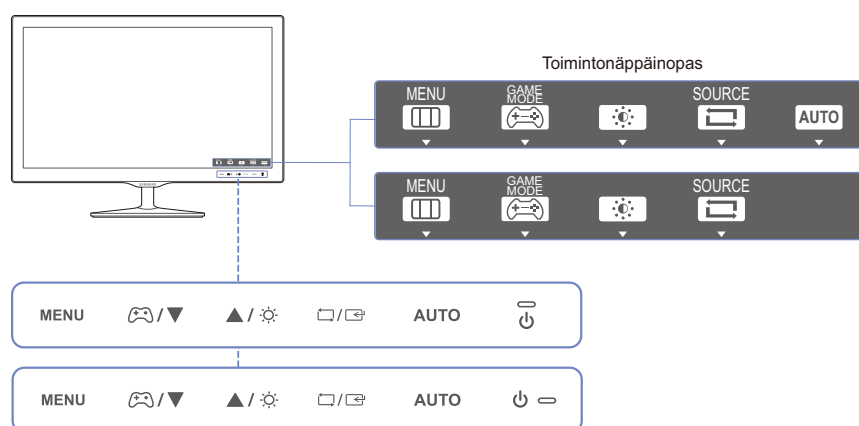 Toimintonäppäinopas
MENU GAME MODE SOURCE AUTO
MENU GAME MODE SOURCE
MENU / / / AUTO
MENU / / / AUTO